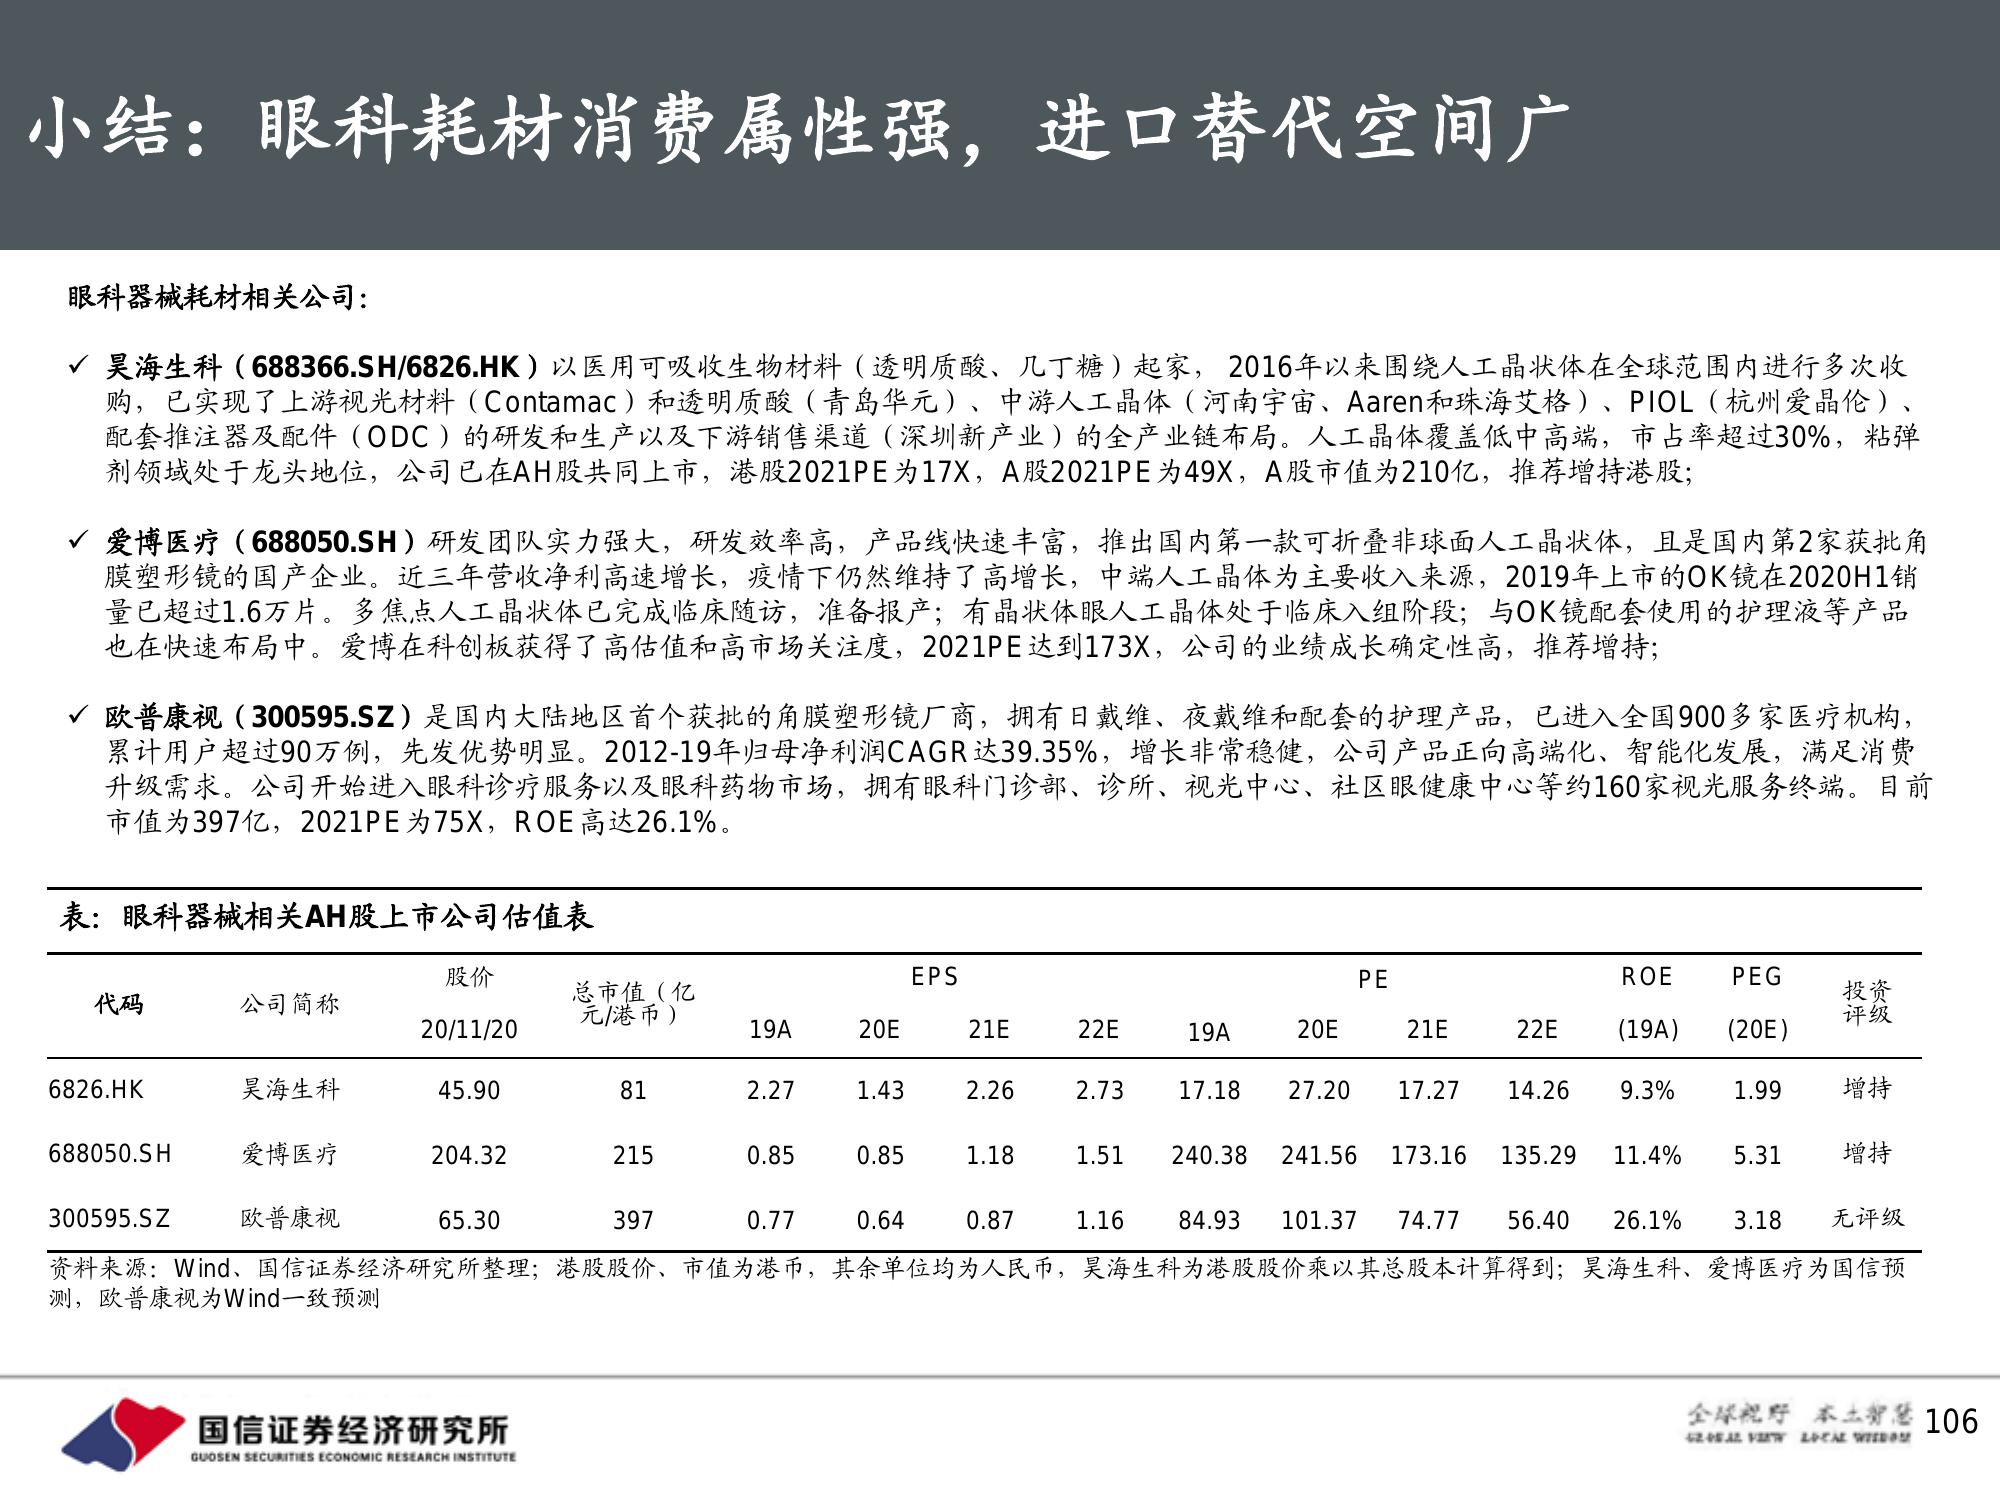 小结：眼科耗材消费属性强，进口替代空间广
眼科器械耗材相关公司：
✓ 昊海生科（688366.SH/6826.HK）以医用可吸收生物材料（透明质酸、几丁糖）起家， 2016年以来围绕人工晶状体在全球范围内进行多次收
购，已实现了上游视光材料（Contamac）和透明质酸（青岛华元）、中游人工晶体（河南宇宙、Aaren和珠海艾格）、PIOL（杭州爱晶伦）、
配套推注器及配件（ODC）的研发和生产以及下游销售渠道（深圳新产业）的全产业链布局。人工晶体覆盖低中高端，市占率超过30%，粘弹
剂领域处于龙头地位，公司已在AH股共同上市，港股2021PE为17X，A股2021PE为49X，A股市值为210亿，推荐增持港股；
✓ 爱博医疗（688050.SH）研发团队实力强大，研发效率高，产品线快速丰富，推出国内第一款可折叠非球面人工晶状体，且是国内第2家获批角
膜塑形镜的国产企业。近三年营收净利高速增长，疫情下仍然维持了高增长，中端人工晶体为主要收入来源，2019年上市的OK镜在2020H1销
量已超过1.6万片。多焦点人工晶状体已完成临床随访，准备报产；有晶状体眼人工晶体处于临床入组阶段；与OK镜配套使用的护理液等产品
也在快速布局中。爱博在科创板获得了高估值和高市场关注度，2021PE达到173X，公司的业绩成长确定性高，推荐增持；
✓ 欧普康视（300595.SZ）是国内大陆地区首个获批的角膜塑形镜厂商，拥有日戴维、夜戴维和配套的护理产品，已进入全国900多家医疗机构，
累计用户超过90万例，先发优势明显。2012-19年归母净利润CAGR达39.35%，增长非常稳健，公司产品正向高端化、智能化发展，满足消费
升级需求。公司开始进入眼科诊疗服务以及眼科药物市场，拥有眼科门诊部、诊所、视光中心、社区眼健康中心等约160家视光服务终端。目前
市值为397亿，2021PE为75X，ROE高达26.1%。
表：眼科器械相关AH股上市公司估值表
代码 公司简称 股价 总市值（亿元/港币） EPS PE ROE PEG 投资评级
20/11/20 19A 20E 21E 22E 19A 20E 21E 22E (19A) (20E)
6826.HK 昊海生科 45.90 81 2.27 1.43 2.26 2.73 17.18 27.20 17.27 14.26 9.3% 1.99 增持
688050.SH 爱博医疗 204.32 215 0.85 0.85 1.18 1.51 240.38 241.56 173.16 135.29 11.4% 5.31 增持
300595.SZ 欧普康视 65.30 397 0.77 0.64 0.87 1.16 84.93 101.37 74.77 56.40 26.1% 3.18 无评级
资料来源：Wind、国信证券经济研究所整理；港股股价、市值为港币，其余单位均为人民币，昊海生科为港股股价乘以其总股本计算得到；昊海生科、爱博医疗为国信预
测，欧普康视为Wind一致预测
国信证券经济研究所
GUOSEN SECURITIES ECONOMIC RESEARCH INSTITUTE
全球视野 本土智慧
GLOBAL VIEW LOCAL WISDOM
106